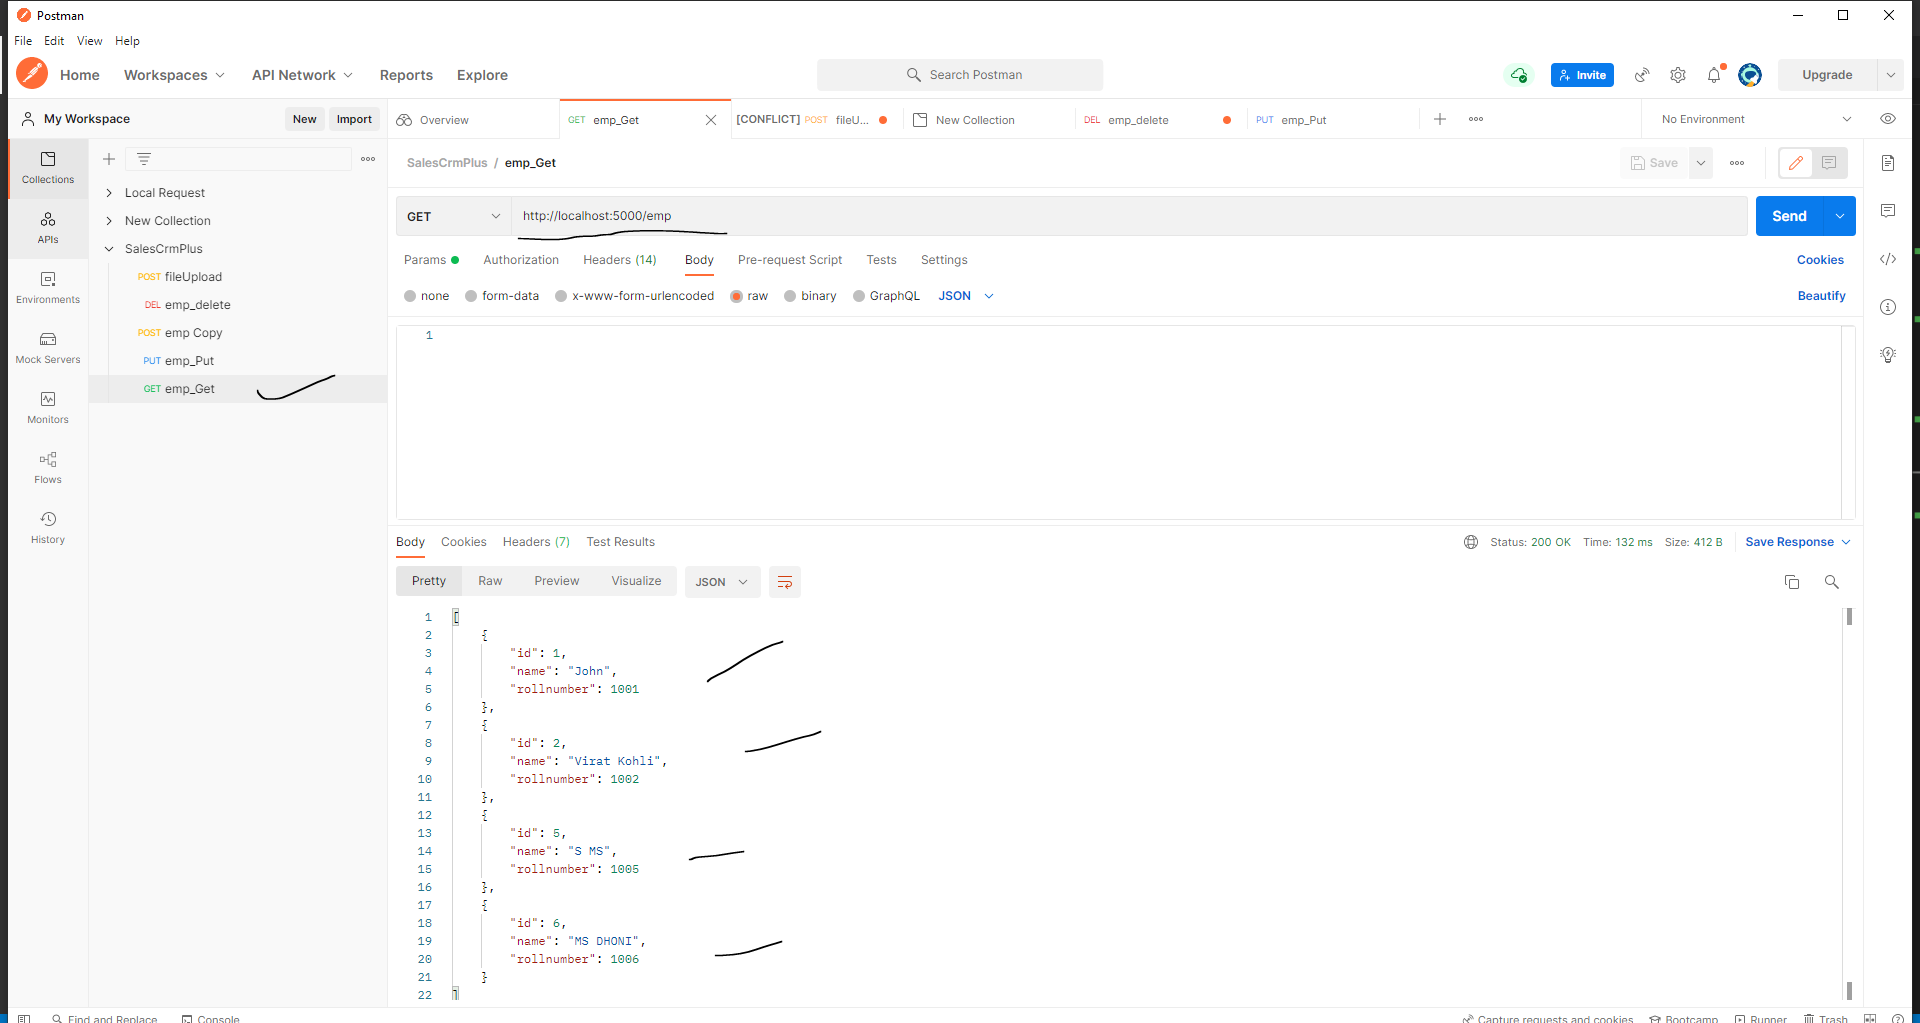 Postman
File Edit View Help
Home Workspaces API Network Reports Explore Search Postman Invite Upgrade
My Workspace New Import Overview GET emp_Get [CONFLICT] POST fileU... New Collection DEL emp_delete PUT emp_Put No Environment
SalesCrmPlus / emp_Get Save
Collections
APIs
Environments
Mock Servers
Monitors
Flows
History
Local Request
New Collection
SalesCrmPlus
POST fileUpload
DEL emp_delete
POST emp Copy
PUT emp_Put
GET emp_Get
GET http://localhost:5000/emp Send
Params Authorization Headers (14) Body Pre-request Script Tests Settings Cookies
none form-data x-www-form-urlencoded raw binary GraphQL JSON Beautify
1
Body Cookies Headers (7) Test Results Status: 200 OK Time: 132 ms Size: 412 B Save Response
Pretty Raw Preview Visualize JSON
1 [
2 {
3 "id": 1,
4 "name": "John",
5 "rollnumber": 1001
6 },
7 {
8 "id": 2,
9 "name": "Virat Kohli",
10 "rollnumber": 1002
11 },
12 {
13 "id": 5,
14 "name": "S MS",
15 "rollnumber": 1005
16 },
17 {
18 "id": 6,
19 "name": "MS DHONI",
20 "rollnumber": 1006
21 }
22 ]
Find and Replace Console Capture requests and cookies Bootcamp Runner Trash